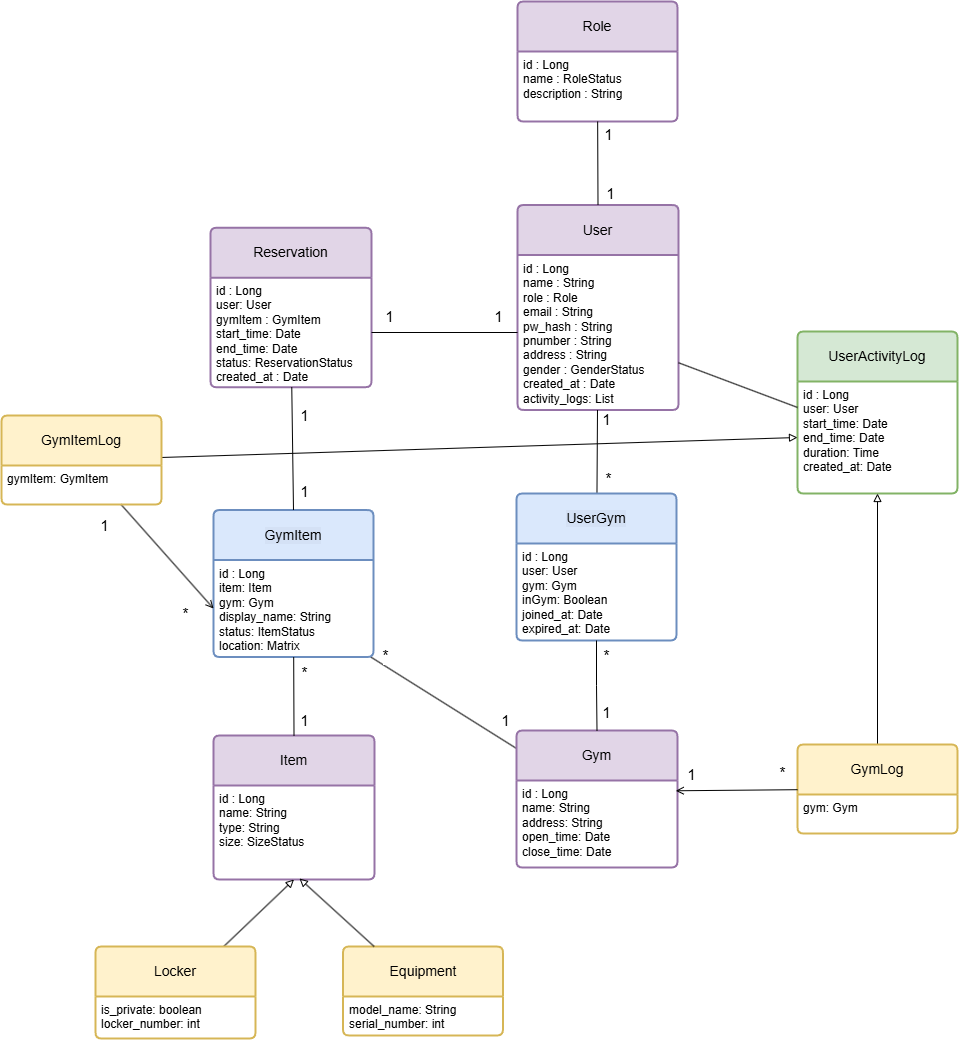 Role
id : Long
name : RoleStatus
description : String
1
1
User
id : Long
name : String
role : Role
email : String
pw_hash : String
pnumber : String
address : String
gender : GenderStatus
created_at : Date
activity_logs: List
Reservation
id : Long
user: User
gymItem : GymItem
start_time: Date
end_time: Date
status: ReservationStatus
created_at : Date
1
1
UserActivityLog
id : Long
user: User
start_time: Date
end_time: Date
duration: Time
created_at: Date
1
1
GymItemLog
gymItem: GymItem
1
*
1
*
GymItem
id : Long
item: Item
gym: Gym
display_name: String
status: ItemStatus
location: Matrix
UserGym
id : Long
user: User
gym: Gym
inGym: Boolean
joined_at: Date
expired_at: Date
*
1
*
1
*
1
Item
id : Long
name: String
type: String
size: SizeStatus
Gym
id : Long
name: String
address: String
open_time: Date
close_time: Date
1
*
GymLog
gym: Gym
Locker
is_private: boolean
locker_number: int
Equipment
model_name: String
serial_number: int